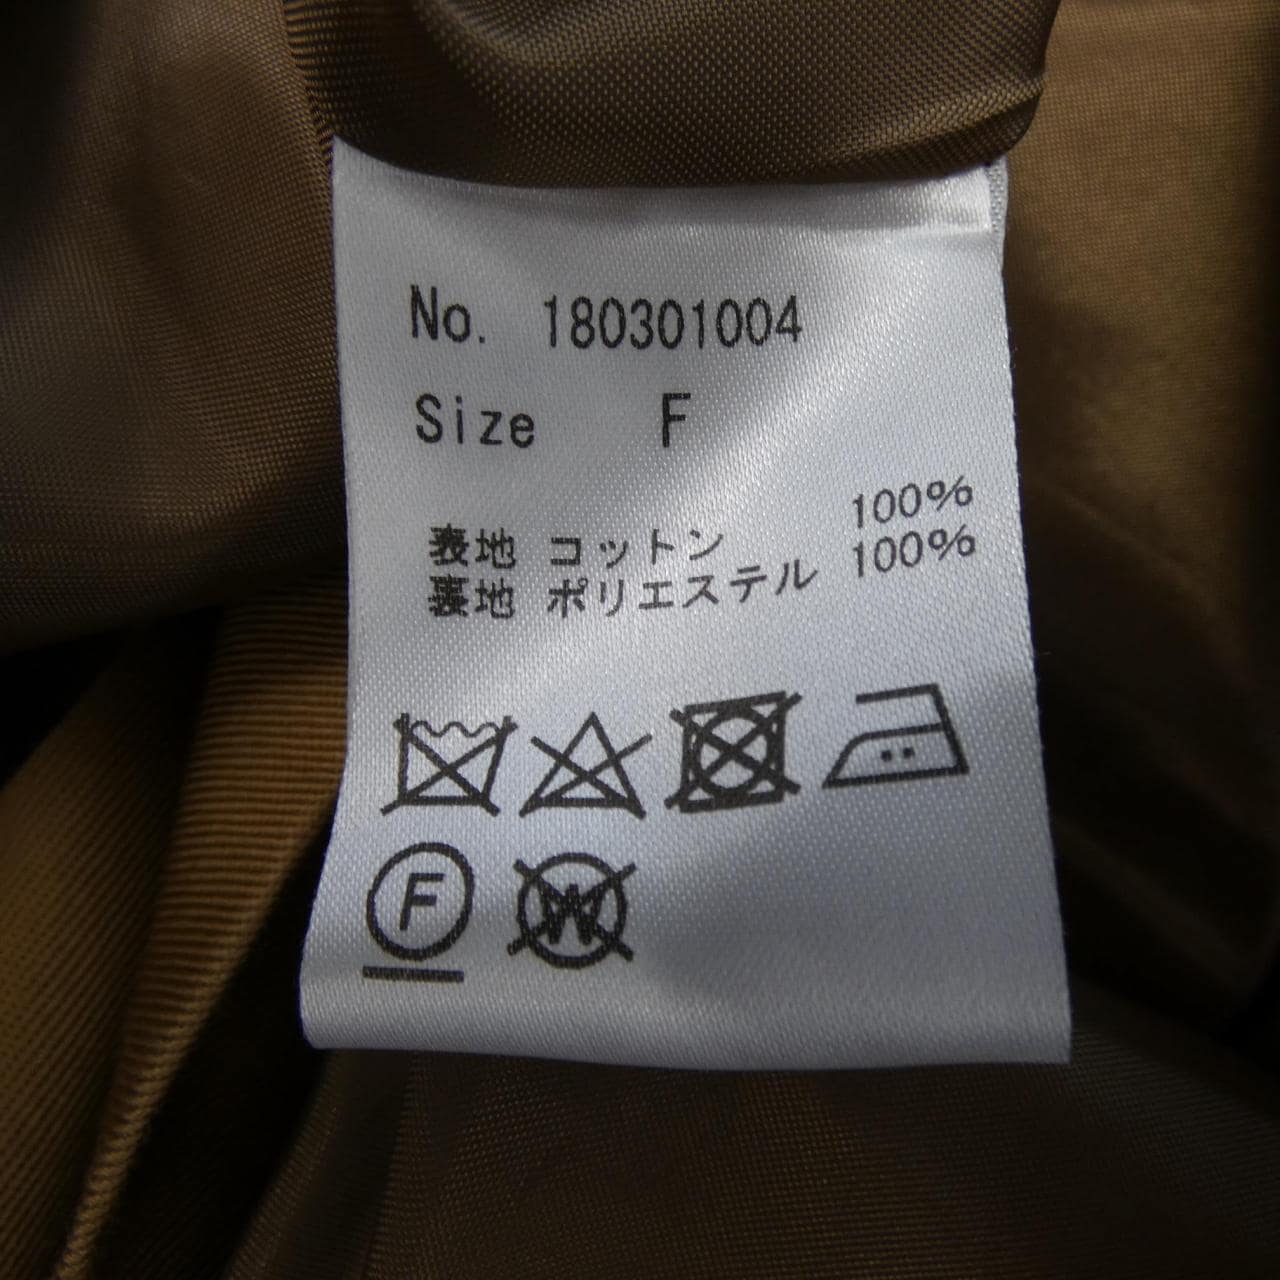 No. 180301004
Size F
表地 コットン 100%
裏地 ポリエステル 100%
F
W